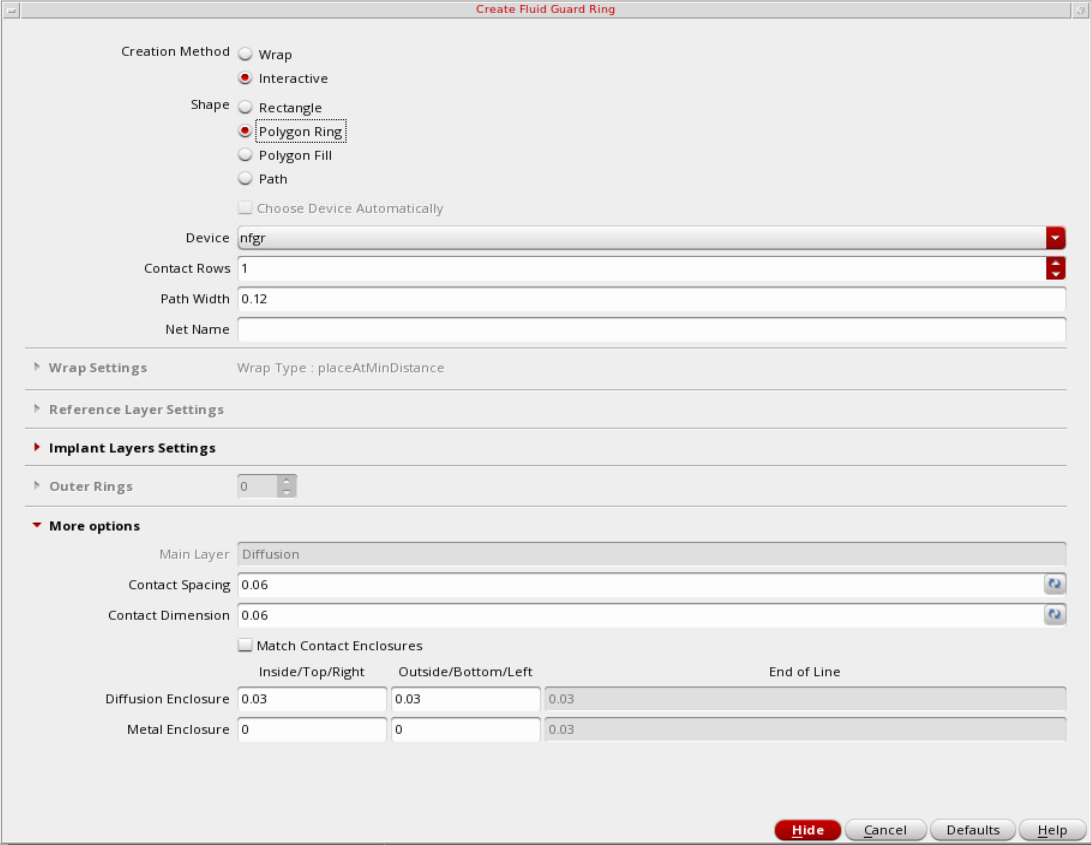 Create Fluid Guard Ring
Creation Method Wrap
Interactive
Shape Rectangle
Polygon Ring
Polygon Fill
Path
Choose Device Automatically
Device nfgr
Contact Rows 1
Path Width 0.12
Net Name
Wrap Settings Wrap Type : placeAtMinDistance
Reference Layer Settings
Implant Layers Settings
Outer Rings 0
More options
Main Layer Diffusion
Contact Spacing 0.06
Contact Dimension 0.06
Match Contact Enclosures
Inside/Top/Right Outside/Bottom/Left End of Line
Diffusion Enclosure 0.03 0.03 0.03
Metal Enclosure 0 0 0.03
Hide Cancel Defaults Help